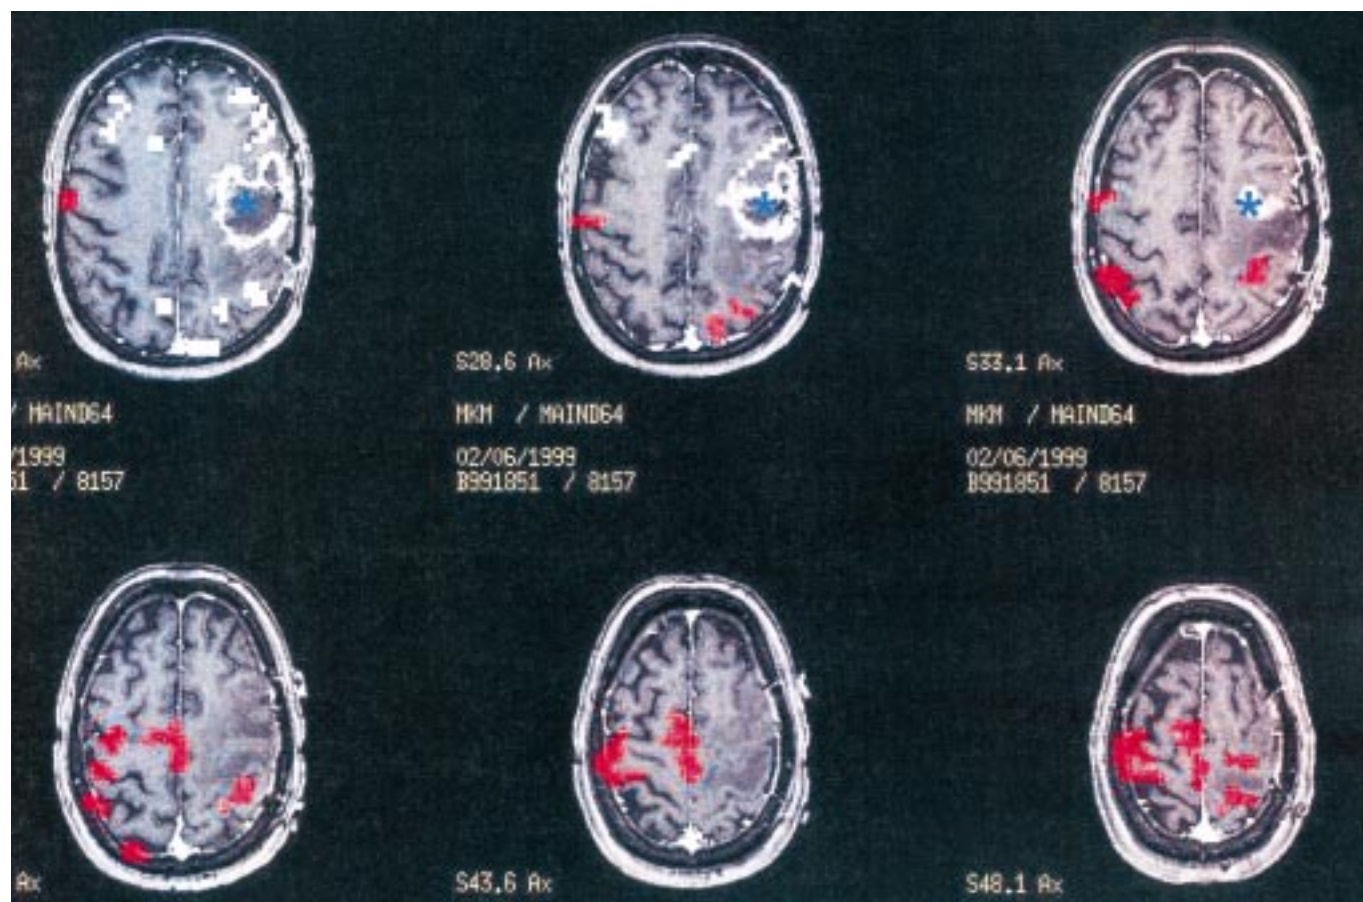 Ax
S28.6 Ax
S33.1 Ax
/ MAIND64
MKM / MAIND64
MKM / MAIND64
/1999
02/06/1999
02/06/1999
51 / 8157
B991851 / 8157
B991851 / 8157
Ax
S43.6 Ax
S48.1 Ax